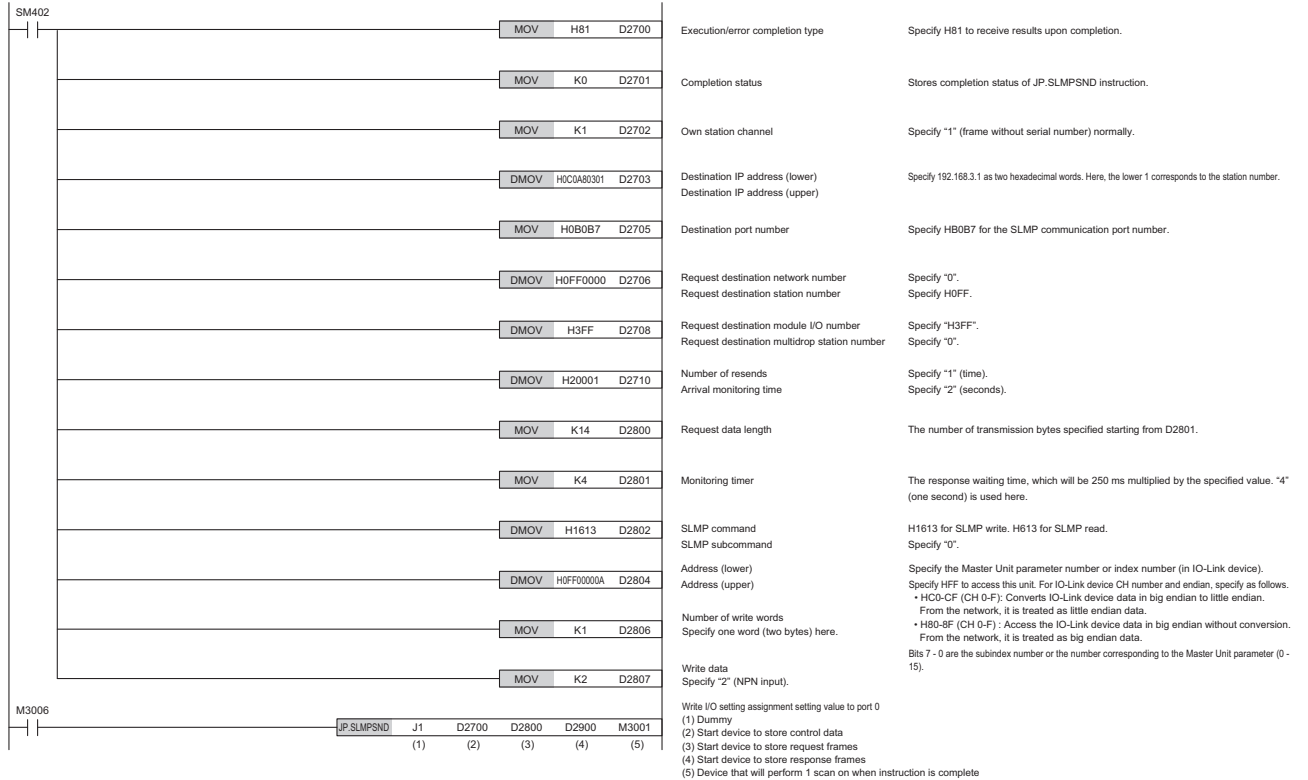 SM402
MOV H81 D2700 Execution/error completion type Specify H81 to receive results upon completion.
MOV K0 D2701 Completion status Stores completion status of JP.SLMPSND instruction.
MOV K1 D2702 Own station channel Specify “1” (frame without serial number) normally.
DMOV H0C0A80301 D2703 Destination IP address (lower) Specify 192.168.3.1 as two hexadecimal words. Here, the lower 1 corresponds to the station number.
Destination IP address (upper)
MOV H0B0B7 D2705 Destination port number Specify HB0B7 for the SLMP communication port number.
DMOV H0FF0000 D2706 Request destination network number Specify “0”.
Request destination station number Specify H0FF.
DMOV H3FF D2708 Request destination module I/O number Specify “H3FF”.
Request destination multidrop station number Specify “0”.
DMOV H20001 D2710 Number of resends Specify “1” (time).
Arrival monitoring time Specify “2” (seconds).
MOV K14 D2800 Request data length The number of transmission bytes specified starting from D2801.
MOV K4 D2801 Monitoring timer The response waiting time, which will be 250 ms multiplied by the specified value. “4”
(one second) is used here.
DMOV H1613 D2802 SLMP command H1613 for SLMP write. H613 for SLMP read.
SLMP subcommand Specify “0”.
Address (lower) Specify the Master Unit parameter number or index number (in IO-Link device).
DMOV H0FF00000A D2804 Address (upper) Specify HFF to access this unit. For IO-Link device CH number and endian, specify as follows.
• HC0-CF (CH 0-F): Converts IO-Link device data in big endian to little endian.
From the network, it is treated as little endian data.
Number of write words
MOV K1 D2806 Specify one word (two bytes) here.
• H80-8F (CH 0-F) : Access the IO-Link device data in big endian without conversion.
From the network, it is treated as big endian data.
Bits 7 - 0 are the subindex number or the number corresponding to the Master Unit parameter (0 -
15).
Write data
MOV K2 D2807 Specify “2” (NPN input).
M3006
JP.SLMPSND J1 D2700 D2800 D2900 M3001
(1) (2) (3) (4) (5)
Write I/O setting assignment setting value to port 0
(1) Dummy
(2) Start device to store control data
(3) Start device to store request frames
(4) Start device to store response frames
(5) Device that will perform 1 scan on when instruction is complete